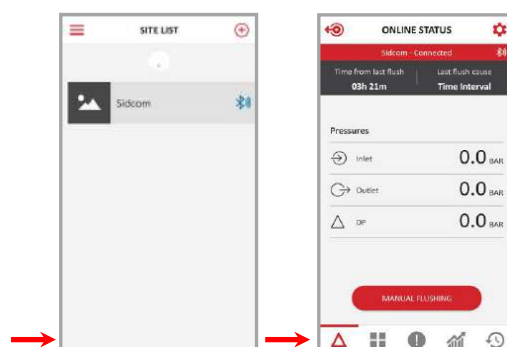 SITE LIST
Sidcom
ONLINE STATUS
Sidcom - Connected
Time from last flush
Last flush cause
03h 21m
Time Interval
Pressures
Inlet
0.0 BAR
Outlet
0.0 BAR
DP
0.0 BAR
MANUAL FLUSHING